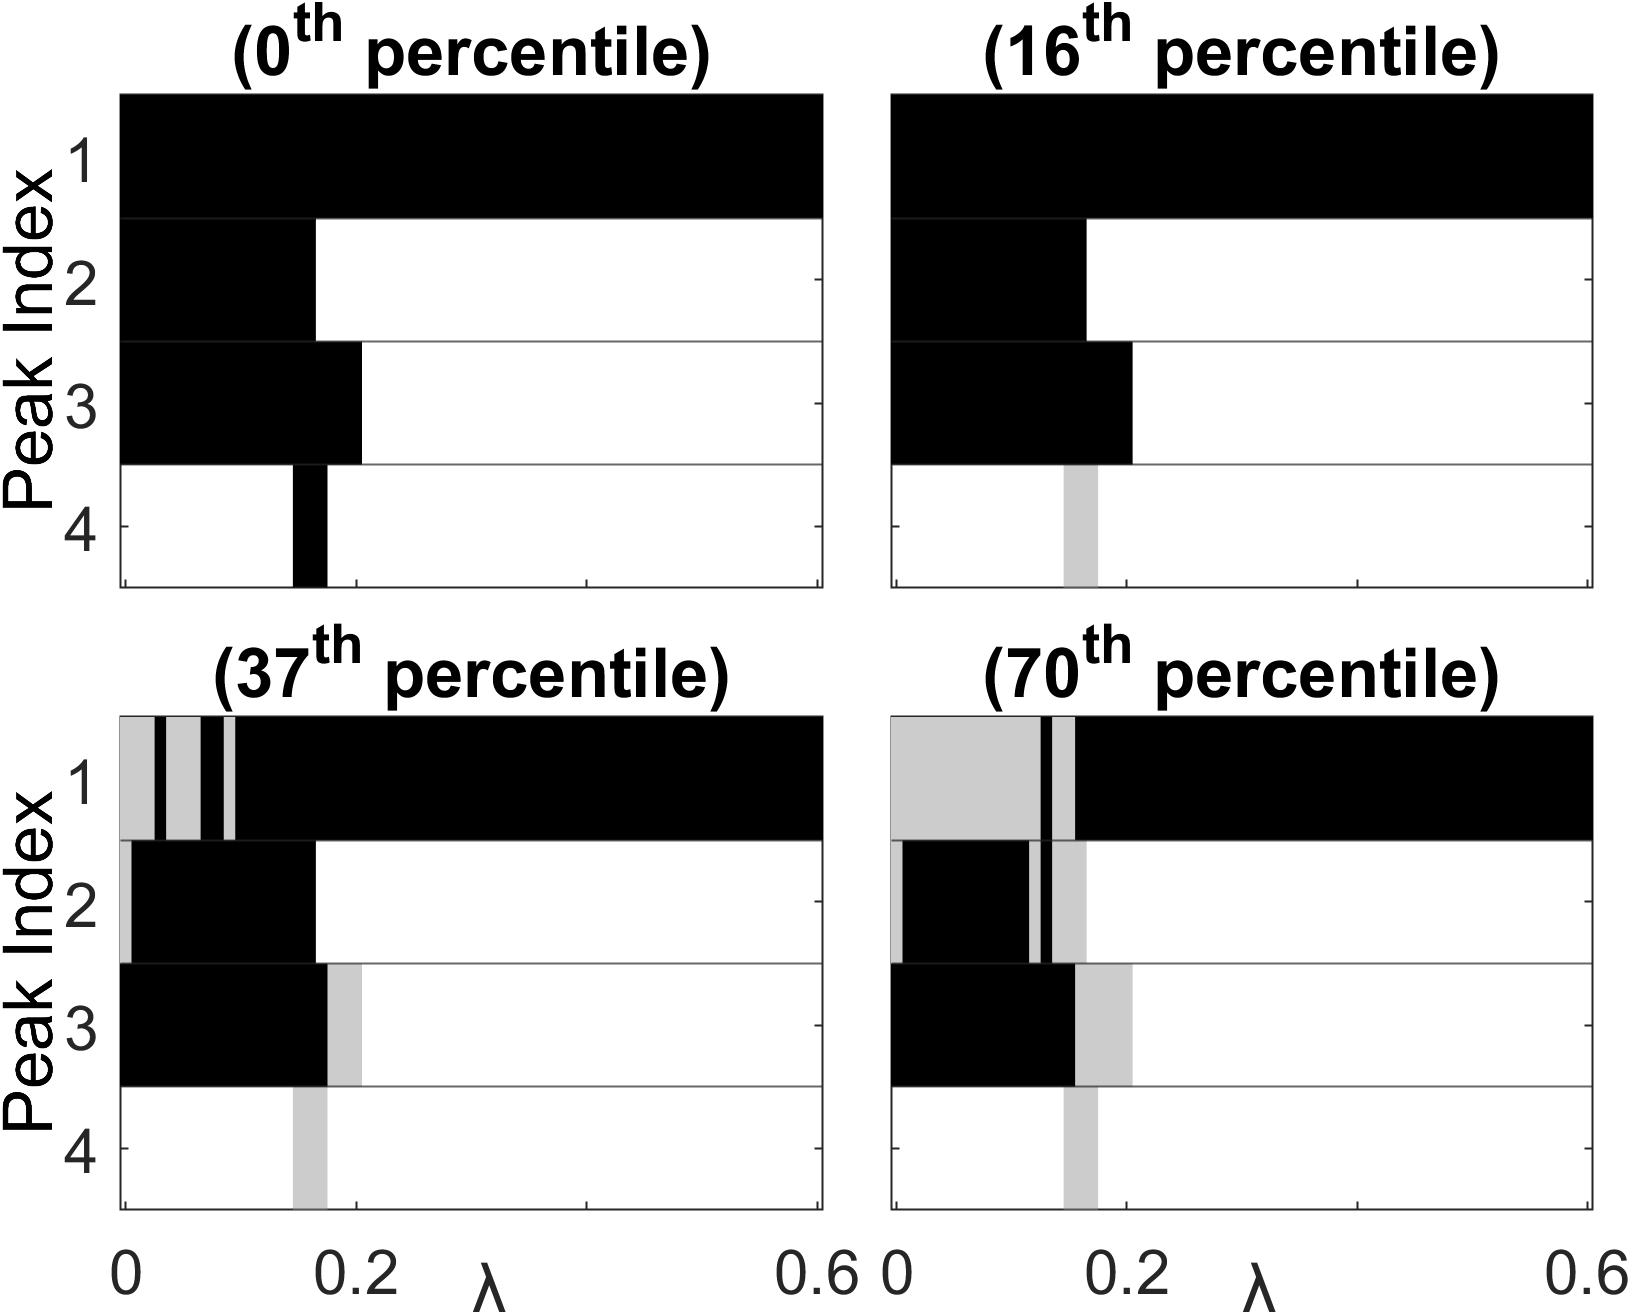 (0th percentile)
(16th percentile)
Peak Index
1
2
3
4
(37th percentile)
(70th percentile)
Peak Index
1
2
3
4
0 0.2 0.6
λ
0 0.2 0.6
λ